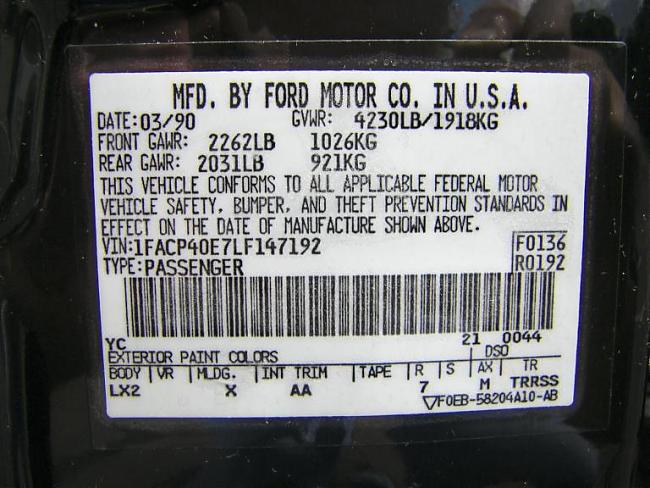 MFD. BY FORD MOTOR CO. IN U.S.A.
DATE: 03/90 GVWR: 4230LB/1918KG
FRONT GAWR: 2262LB 1026KG
REAR GAWR: 2031LB 921KG
THIS VEHICLE CONFORMS TO ALL APPLICABLE FEDERAL MOTOR
VEHICLE SAFETY, BUMPER, AND THEFT PREVENTION STANDARDS IN
EFFECT ON THE DATE OF MANUFACTURE SHOWN ABOVE.
VIN:1FACP40E7LF147192 F0136
TYPE:PASSENGER R0192
YC 21 0044
EXTERIOR PAINT COLORS DSO
BODY VR MLDG. INT TRIM TAPE R S AX TR
LX2 X AA 7 M TRRSS
▽F0EB-58204A10-AB